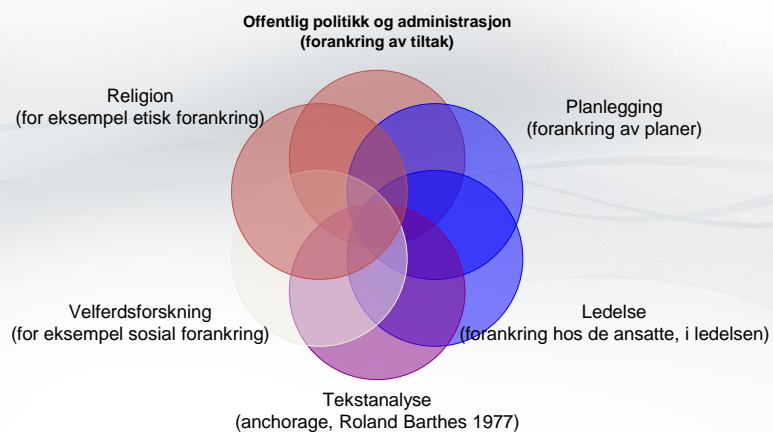 Offentlig politikk og administrasjon
(forankring av tiltak)
Religion
(for eksempel etisk forankring)
Planlegging
(forankring av planer)
Velferdsforskning
(for eksempel sosial forankring)
Ledelse
(forankring hos de ansatte, i ledelsen)
Tekstanalyse
(anchorage, Roland Barthes 1977)